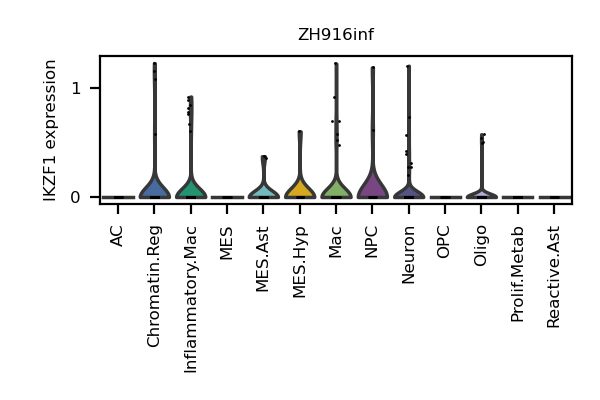 ZH916inf
IKZF1 expression
1
0
AC
Chromatin.Reg
Inflammatory.Mac
MES
MES.Ast
MES.Hyp
Mac
NPC
Neuron
OPC
Oligo
Prolif.Metab
Reactive.Ast